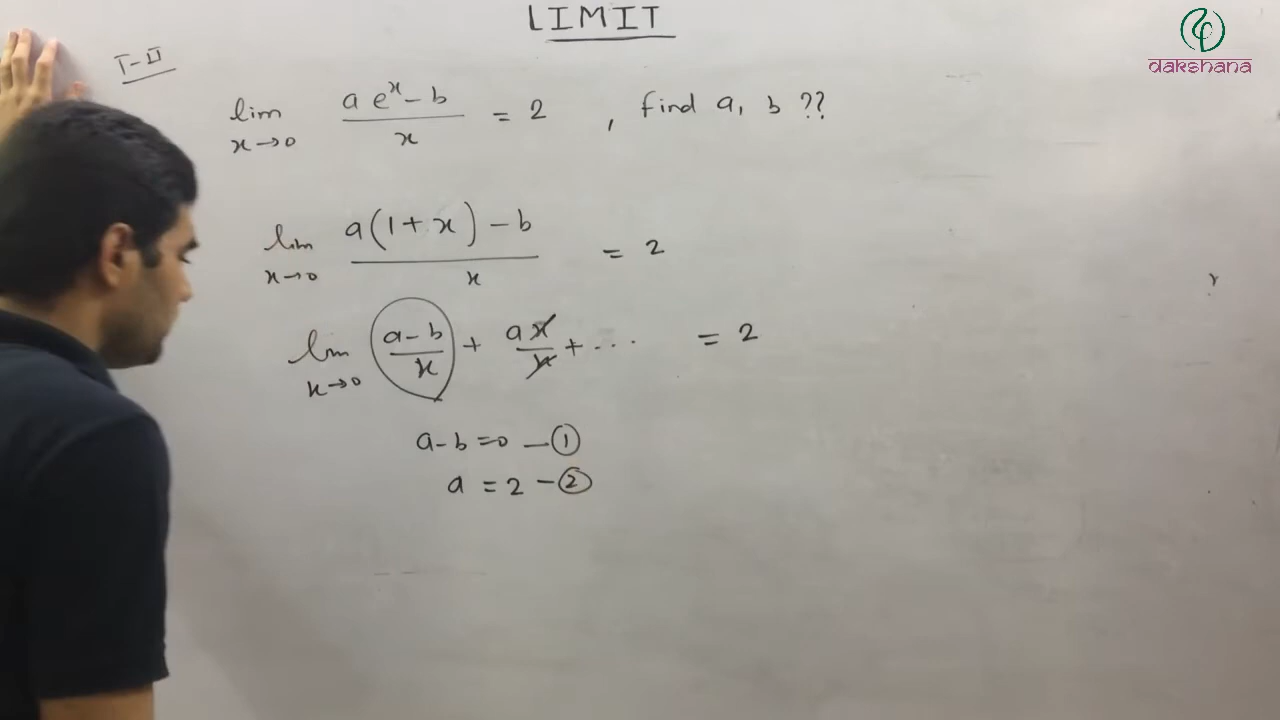 LIMIT
dakshana
T-II
lim x→0 (a e^x - b)/x = 2 , find a, b ??
lim x→0 (a(1+x) - b)/x = 2
lim x→0 (a-b)/x + ax/x + ... = 2
a-b=0 — ①
a = 2 — ②